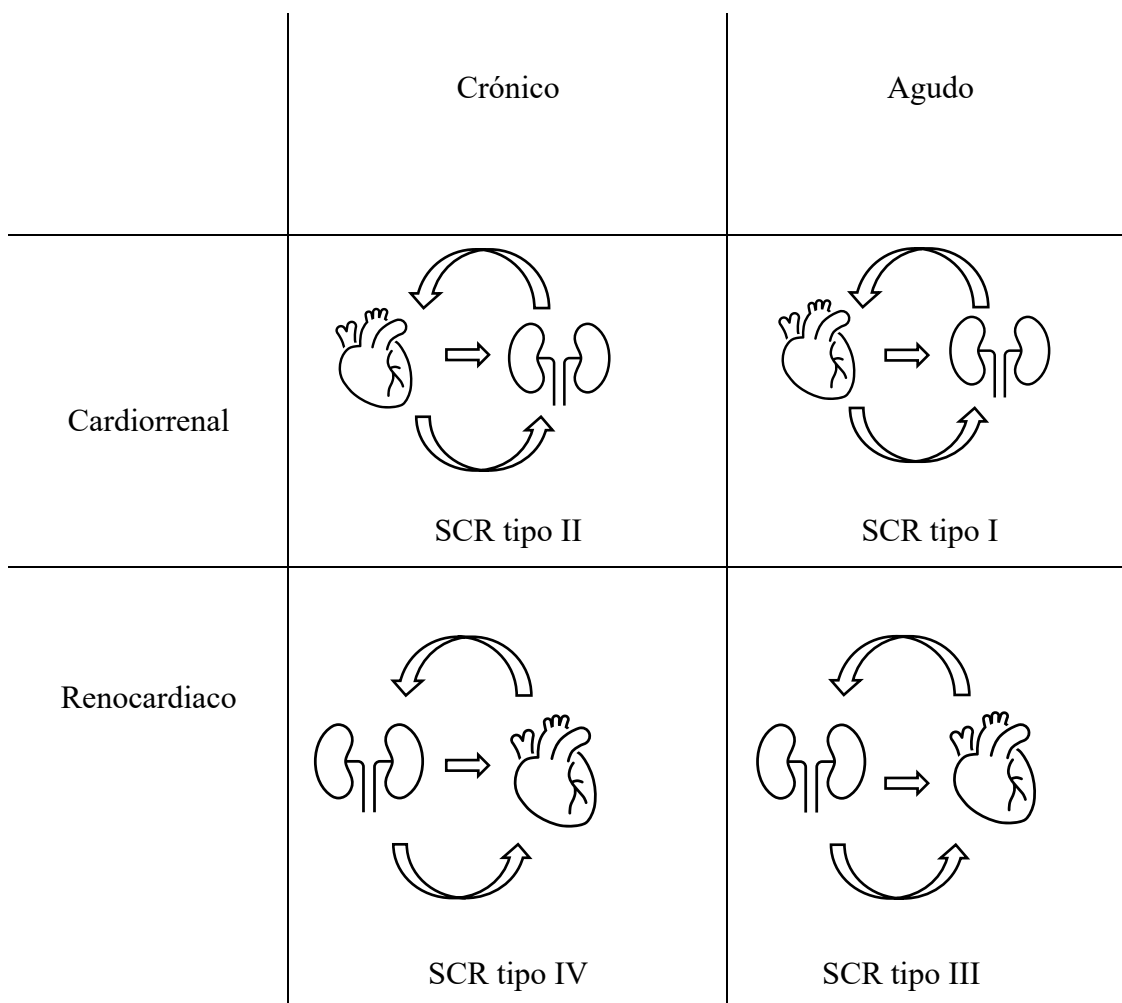 Crónico
Agudo
Cardiorrenal
SCR tipo II
SCR tipo I
Renocardiaco
SCR tipo IV
SCR tipo III